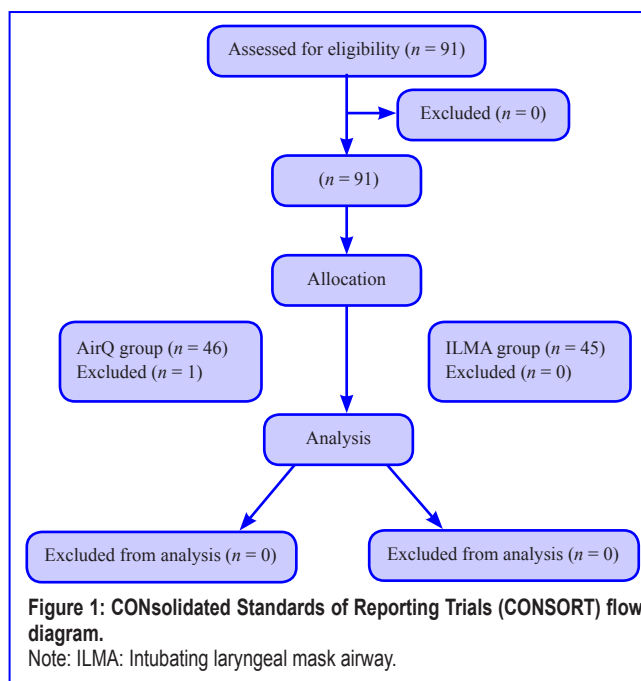 Assessed for eligibility (n = 91)
Excluded (n = 0)
(n = 91)
Allocation
AirQ group (n = 46)
Excluded (n = 1)
ILMA group (n = 45)
Excluded (n = 0)
Analysis
Excluded from analysis (n = 0)
Excluded from analysis (n = 0)
Figure 1: CONsolidated Standards of Reporting Trials (CONSORT) flow
diagram.
Note: ILMA: Intubating laryngeal mask airway.